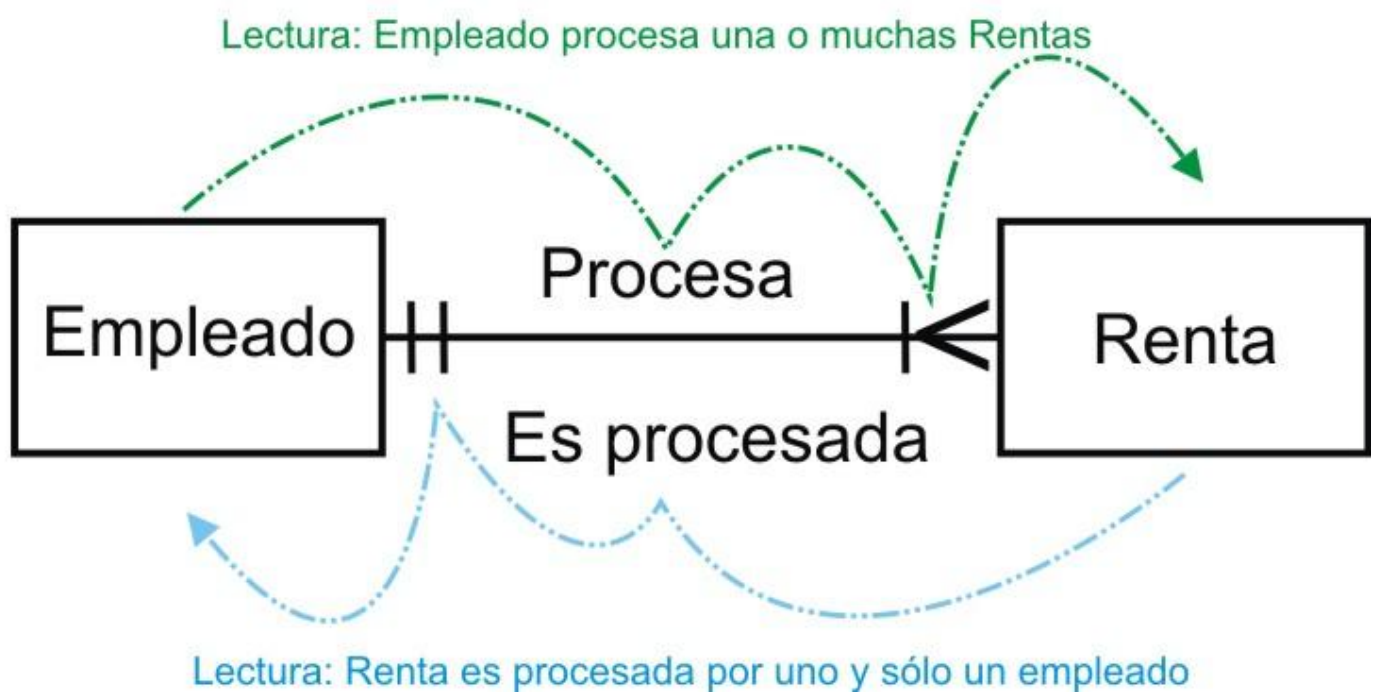 Lectura: Empleado procesa una o muchas Rentas
Procesa
Empleado
Renta
Es procesada
Lectura: Renta es procesada por uno y sólo un empleado